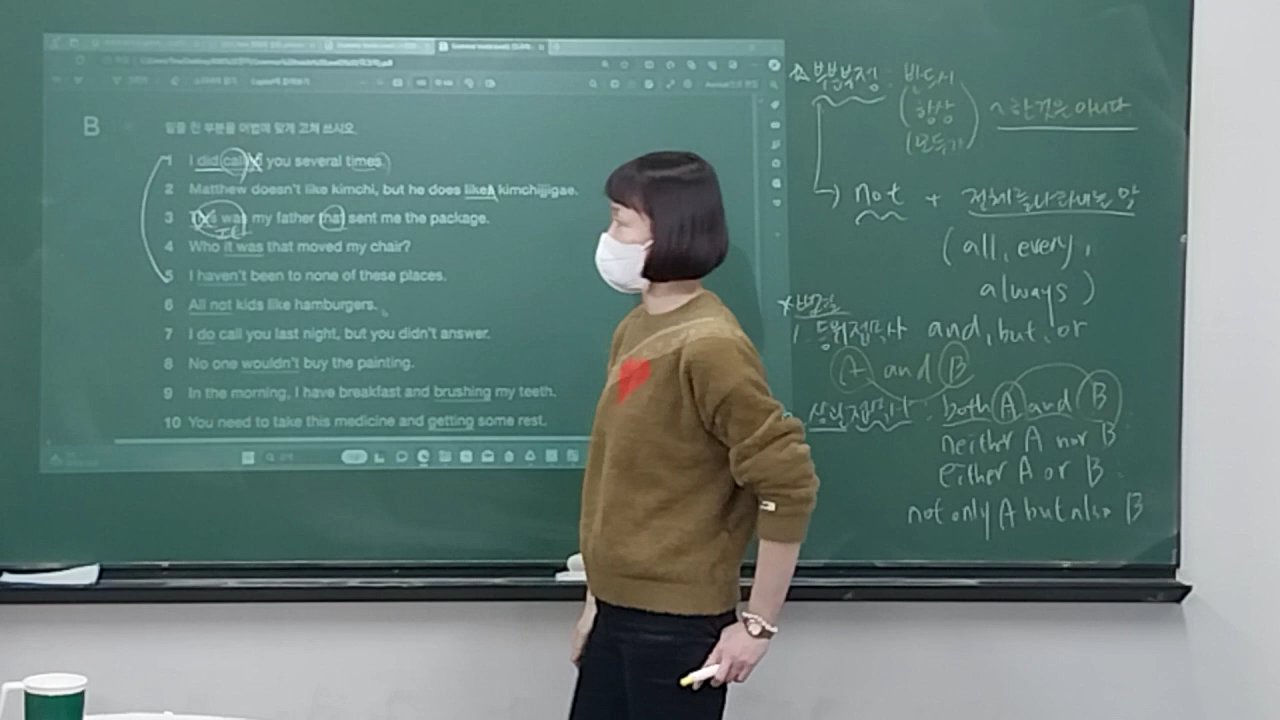 B 밑줄 친 부분을 어법에 맞게 고쳐 쓰시오.
1 I did called you several times.
2 Matthew doesn't like kimchi, but he does likes kimchijjigae.
3 This was my father that sent me the package.
It
4 Who it was that moved my chair?
5 I haven't been to none of these places.
6 All not kids like hamburgers.
7 I do call you last night, but you didn't answer.
8 No one wouldn't buy the painting.
9 In the morning, I have breakfast and brushing my teeth.
10 You need to take this medicine and getting some rest.
☆ 부분부정 : 반드시
(항상) ~한것은 아니다.
(모두가)
→ not + 전체를 나타내는 말
(all, every,
always)
*병렬
1. 등위접속사 and, but, or
A and B
상관접속사 : both A and B
neither A nor B
either A or B
not only A but also B